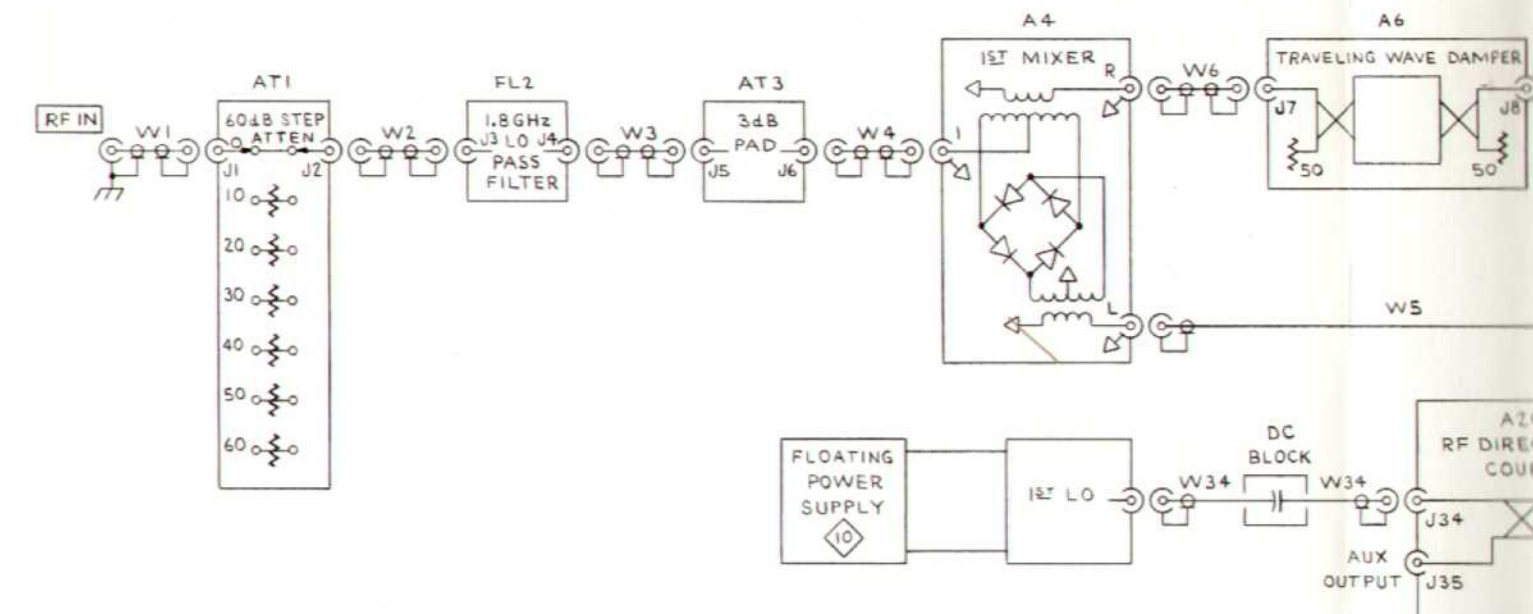 A4
A6
AT1
FL2
AT3
1ST MIXER
R
W6
TRAVELING WAVE DAMPER
J7
J8
50
50
RF IN
W1
60dB STEP
ATTEN
0
J1
J2
10
20
30
40
50
60
W2
1.8GHz
J3 LO J4
PASS
FILTER
W3
3dB
PAD
J5
J6
W4
I
L
W5
FLOATING
POWER
SUPPLY
10
1ST LO
W34
DC
BLOCK
W34
RF
J34
AUX
OUTPUT
J35